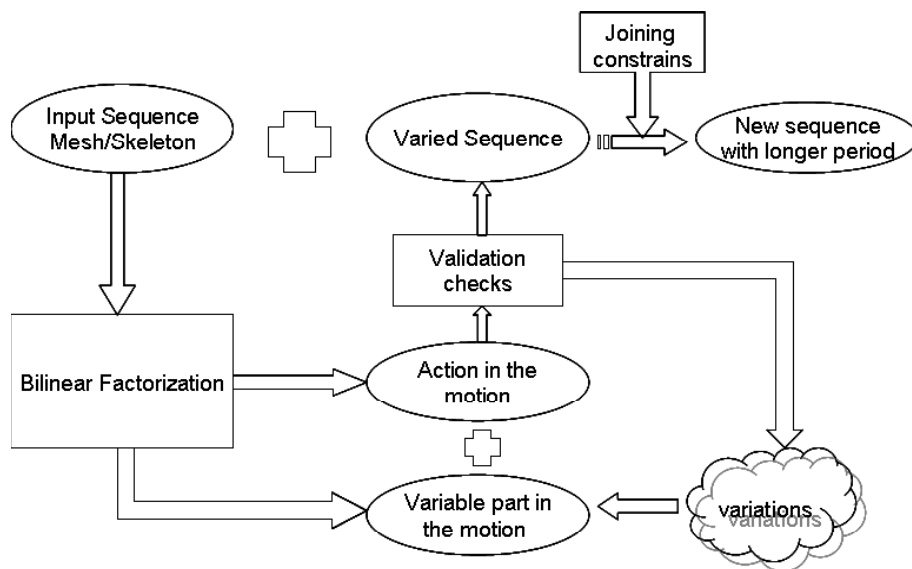 Joining
constrains
Input Sequence
Mesh/Skeleton
Varied Sequence
New sequence
with longer period
Validation
checks
Bilinear Factorization
Action in the
motion
Variable part in
the motion
variations
variations